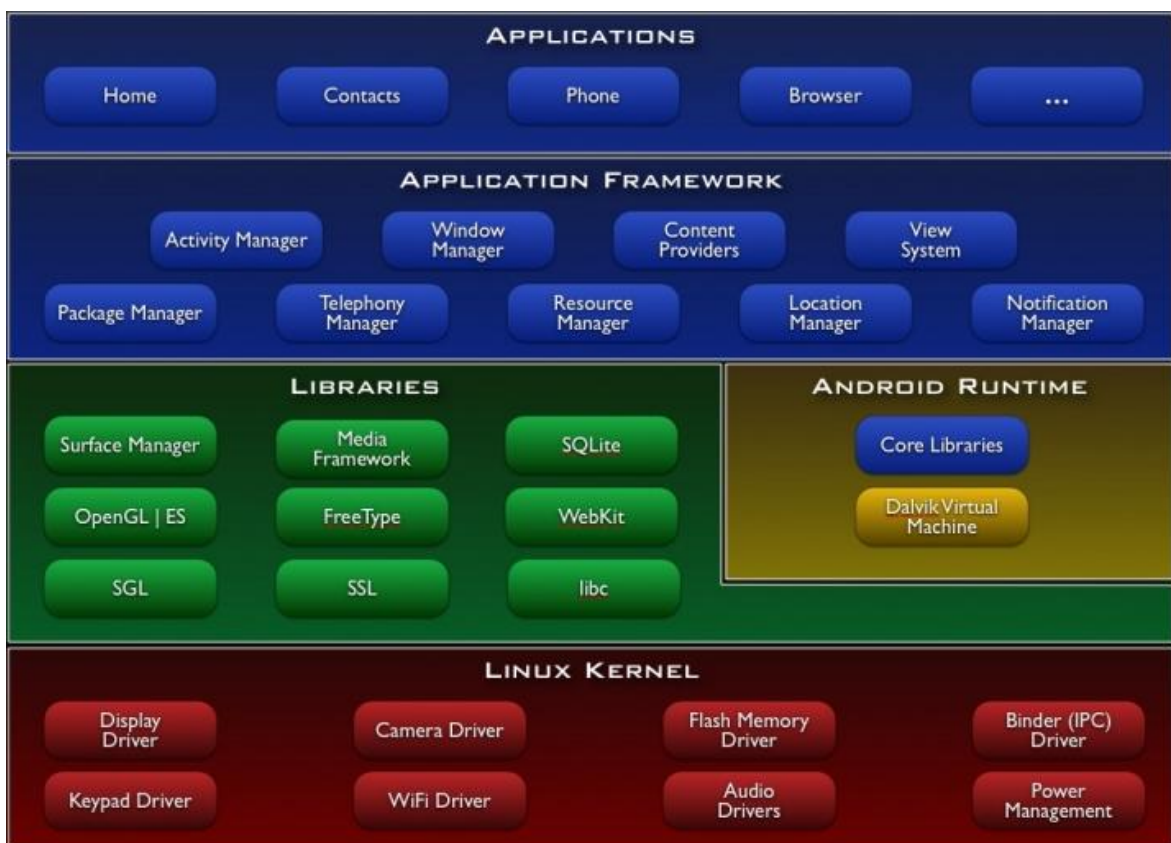 APPLICATIONS
Home
Contacts
Phone
Browser
...
APPLICATION FRAMEWORK
Activity Manager
Window
Manager
Content
Providers
View
System
Package Manager
Telephony
Manager
Resource
Manager
Location
Manager
Notification
Manager
LIBRARIES
Surface Manager
Media
Framework
SQLite
OpenGL | ES
FreeType
WebKit
SGL
SSL
libc
ANDROID RUNTIME
Core Libraries
Dalvik Virtual
Machine
LINUX KERNEL
Display
Driver
Camera Driver
Flash Memory
Driver
Binder (IPC)
Driver
Keypad Driver
WiFi Driver
Audio
Drivers
Power
Management